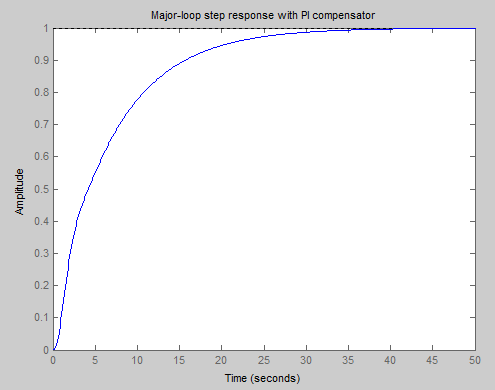 Major-loop step response with PI compensator
1
0.9
0.8
0.7
0.6
0.5
0.4
0.3
0.2
0.1
0
Amplitude
0 5 10 15 20 25 30 35 40 45 50
Time (seconds)